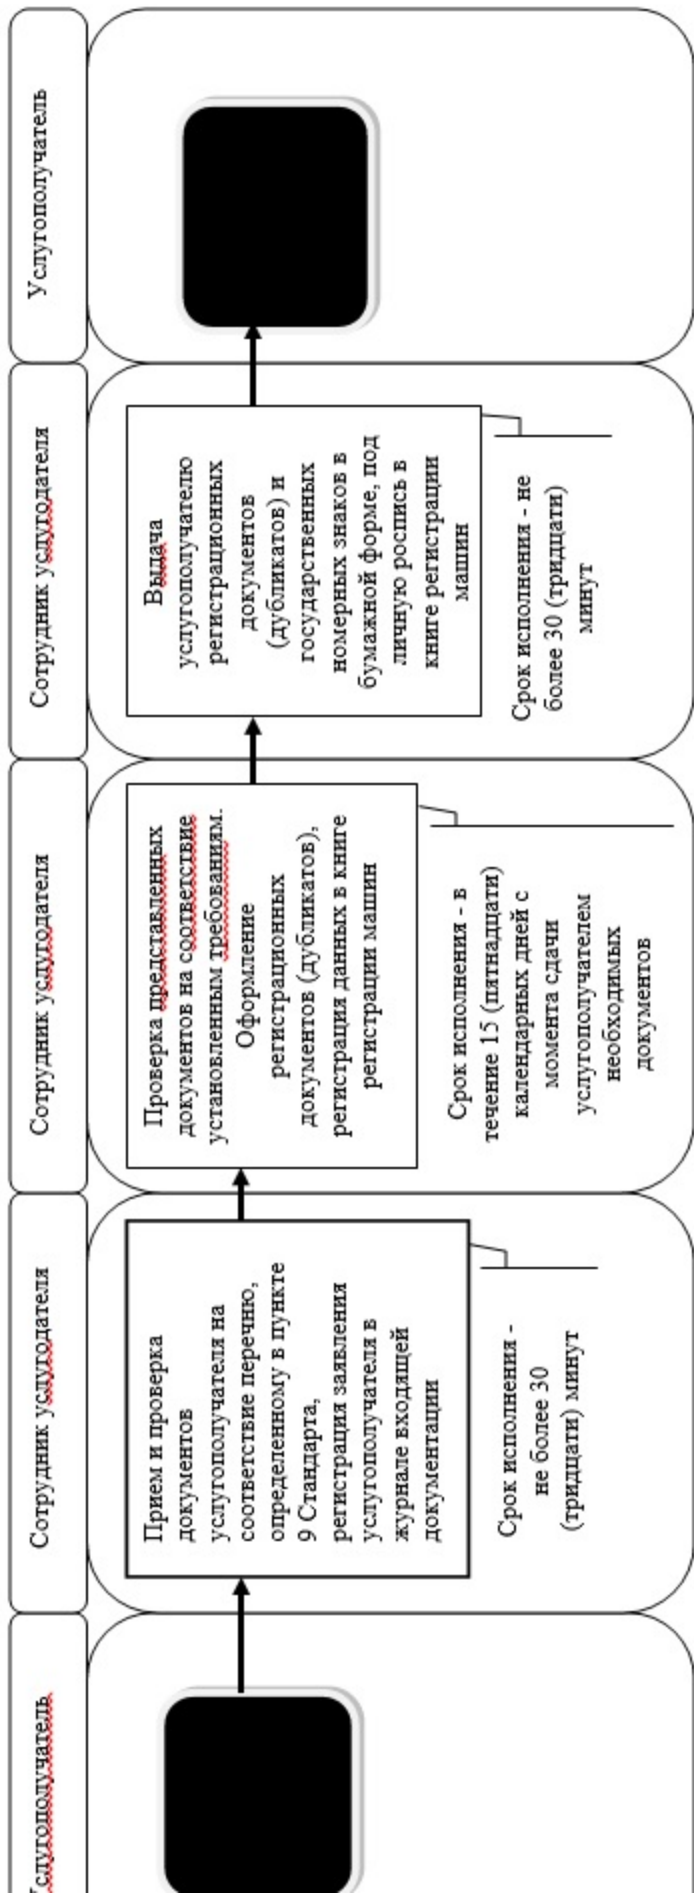 Услугополучатель
Сотрудник услугодателя
Сотрудник услугодателя
Сотрудник услугодателя
Услугополучатель
Прием и проверка
документов
услугополучателя на
соответствие перечню,
определенному в пункте
9 Стандарта,
регистрация заявления
услугополучателя в
журнале входящей
документации
Срок исполнения -
не более 30
(тридцати) минут
Проверка представленных
документов на соответствие
установленным требованиям.
Оформление
регистрационных
документов (дубликатов),
регистрация данных в книге
регистрации машин
Срок исполнения - в
течение 15 (пятнадцати)
календарных дней с
момента сдачи
услугополучателем
необходимых
документов
Выдача
услугополучателю
регистрационных
документов
(дубликатов) и
государственных
номерных знаков в
бумажной форме, под
личную роспись в
книге регистрации
машин
Срок исполнения - не
более 30 (тридцати)
минут